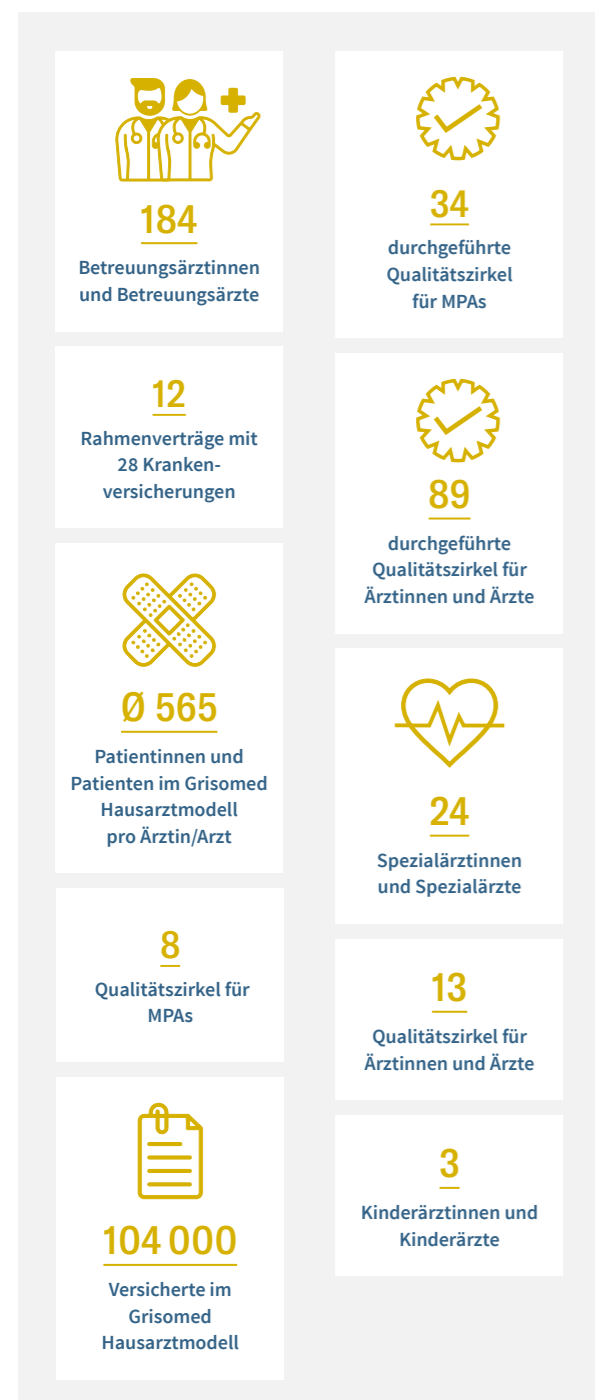 184
Betreuungsärztinnen
und Betreuungsärzte
12
Rahmenverträge mit
28 Kranken-
versicherungen
Ø 565
Patientinnen und
Patienten im Grisomed
Hausarztmodell
pro Ärztin/Arzt
8
Qualitätszirkel für
MPAs
104 000
Versicherte im
Grisomed
Hausarztmodell
34
durchgeführte
Qualitätszirkel
für MPAs
89
durchgeführte
Qualitätszirkel für
Ärztinnen und Ärzte
24
Spezialärztinnen
und Spezialärzte
13
Qualitätszirkel für
Ärztinnen und Ärzte
3
Kinderärztinnen und
Kinderärzte